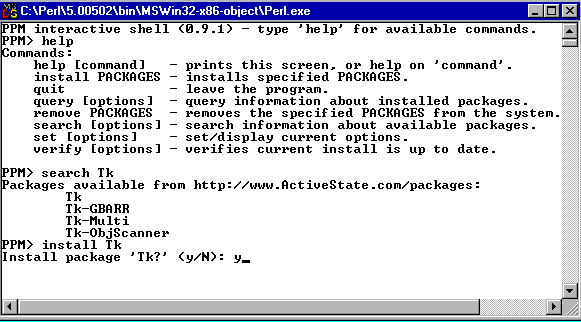 C:\Perl\5.00502\bin\MSWin32-x86-object\Perl.exe
PPM interactive shell (0.9.1) - type 'help' for available commands.
PPM> help
Commands:
help [command] - prints this screen, or help on 'command'.
install PACKAGES - installs specified PACKAGES.
quit - leave the program.
query [options] - query information about installed packages.
remove PACKAGES - removes the specified PACKAGES from the system.
search [options] - search information about available packages.
set [options] - set/display current options.
verify [options] - verifies current install is up to date.
PPM> search Tk
Packages available from http://www.ActiveState.com/packages:
Tk
Tk-GBARR
Tk-Multi
Tk-ObjScanner
PPM> install Tk
Install package 'Tk?' (y/N): y_